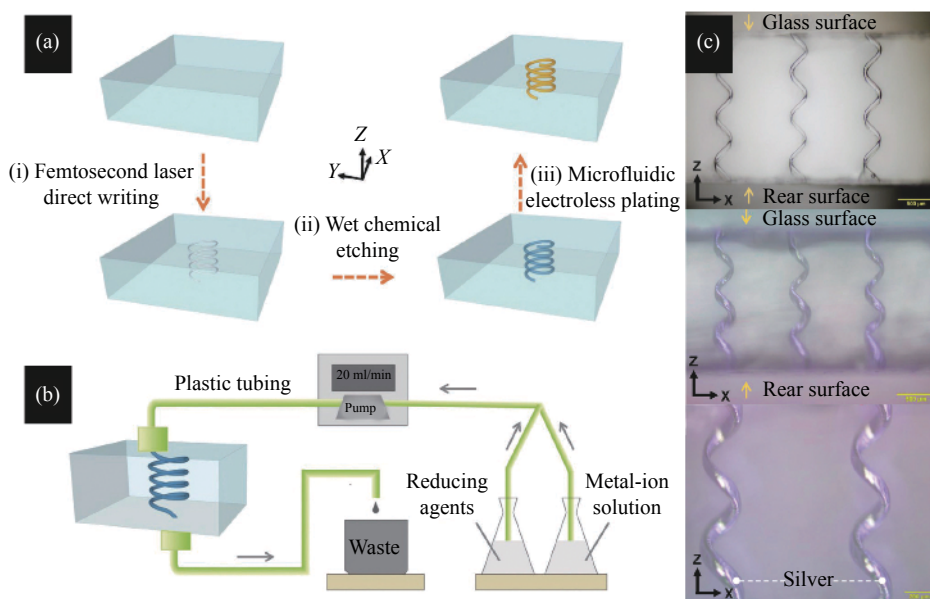 (a)
Z
Y
X
(i) Femtosecond laser
direct writing
(ii) Wet chemical
etching
(iii) Microfluidic
electroless plating
(b)
Plastic tubing
20 ml/min
Pump
Reducing
agents
Metal-ion
solution
Waste
(c)
Glass surface
Z
X
Rear surface
Glass surface
Z
X
Rear surface
Z
X
Silver